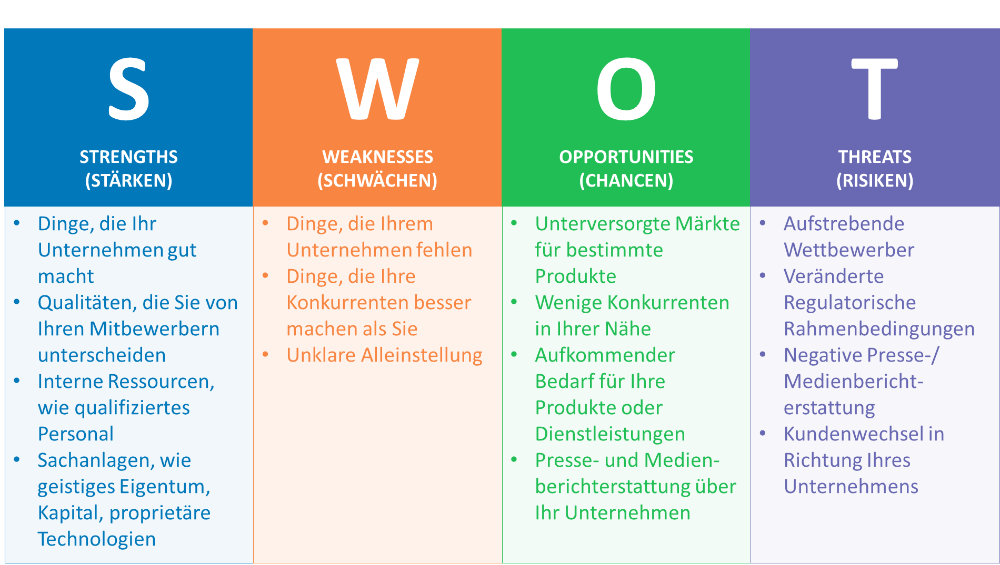 S
STRENGTHS
(STÄRKEN)
• Dinge, die Ihr
Unternehmen gut
macht
• Qualitäten, die Sie von
Ihren Mitbewerbern
unterscheiden
• Interne Ressourcen,
wie qualifiziertes
Personal
• Sachanlagen, wie
geistiges Eigentum,
Kapital, proprietäre
Technologien
W
WEAKNESSES
(SCHWÄCHEN)
• Dinge, die Ihrem
Unternehmen fehlen
• Dinge, die Ihre
Konkurrenten besser
machen als Sie
• Unklare Alleinstellung
O
OPPORTUNITIES
(CHANCEN)
• Unterversorgte Märkte
für bestimmte
Produkte
• Wenige Konkurrenten
in Ihrer Nähe
• Aufkommender
Bedarf für Ihre
Produkte oder
Dienstleistungen
• Presse- und Medien-
berichterstattung über
Ihr Unternehmen
T
THREATS
(RISIKEN)
• Aufstrebende
Wettbewerber
• Veränderte
Regulatorische
Rahmenbedingungen
• Negative Presse-/
Medienbericht-
erstattung
• Kundenwechsel in
Richtung Ihres
Unternehmens